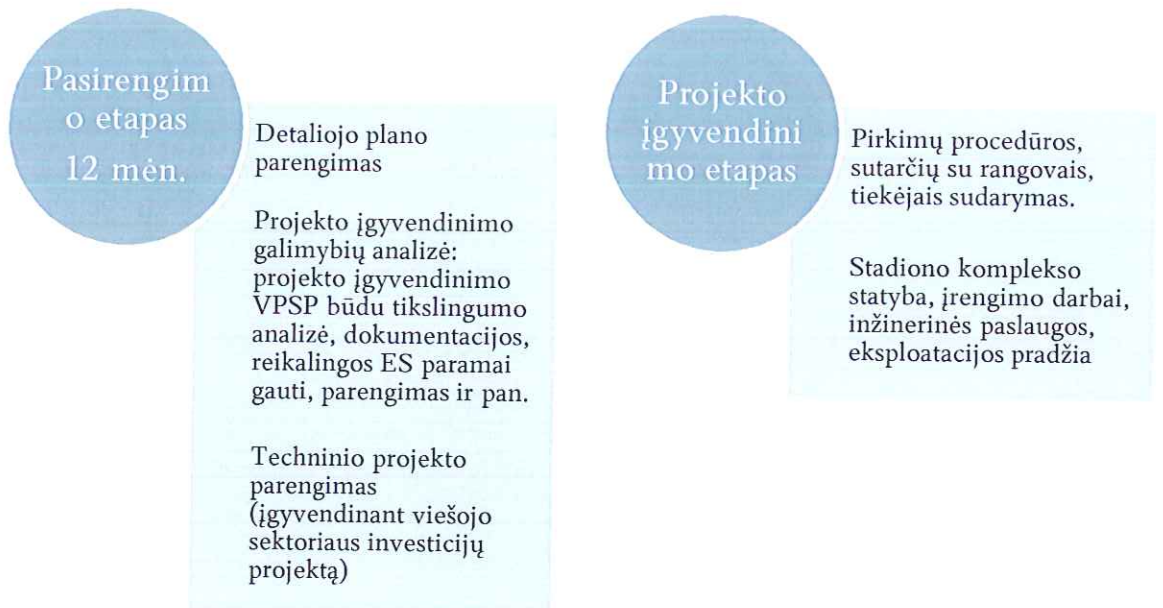 Pasirengim
o etapas
12 mėn.
Detaliojo plano
parengimas
Projekto įgyvendinimo
galimybių analizė:
projekto įgyvendinimo
VPSP būdu tikslingumo
analizė, dokumentacijos,
reikalingos ES paramai
gauti, parengimas ir pan.
Techninio projekto
parengimas
(įgyvendinant viešojo
sektoriaus investicijų
projektą)
Projekto
įgyvendini
mo etapas
Pirkimų procedūros,
sutarčių su rangovais,
tiekėjais sudarymas.
Stadiono komplekso
statyba, įrengimo darbai,
inžinerinės paslaugos,
eksploatacijos pradžia